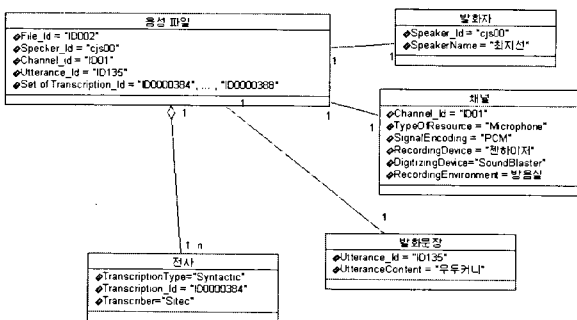 음성 파일
File_Id = "ID002"
Specker_Id = "cjs00"
Channel_id = "ID01"
Utterance_Id = "ID135"
Set of Transcription_Id = "ID0000384", ... , "ID0000388"
발화자
Speaker_Id = "cjs00"
SpeakerName = "최지선"
채널
Channel_Id = "ID01"
TypeOfResource = "Microphone"
SignalEncoding = "PCM"
RecordingDevice = "젠하이저"
DigitizingDevice="SoundBlaster"
RecordingEnvironment = 방음실
1
1
1
1
1
1
1
1..n
전사
TranscriptionType="Syntactic"
Transcription_Id = "ID0000384"
Transcriber="Sitec"
발화문장
Utterance_Id = "ID135"
UtteranceContent = "우두커니"